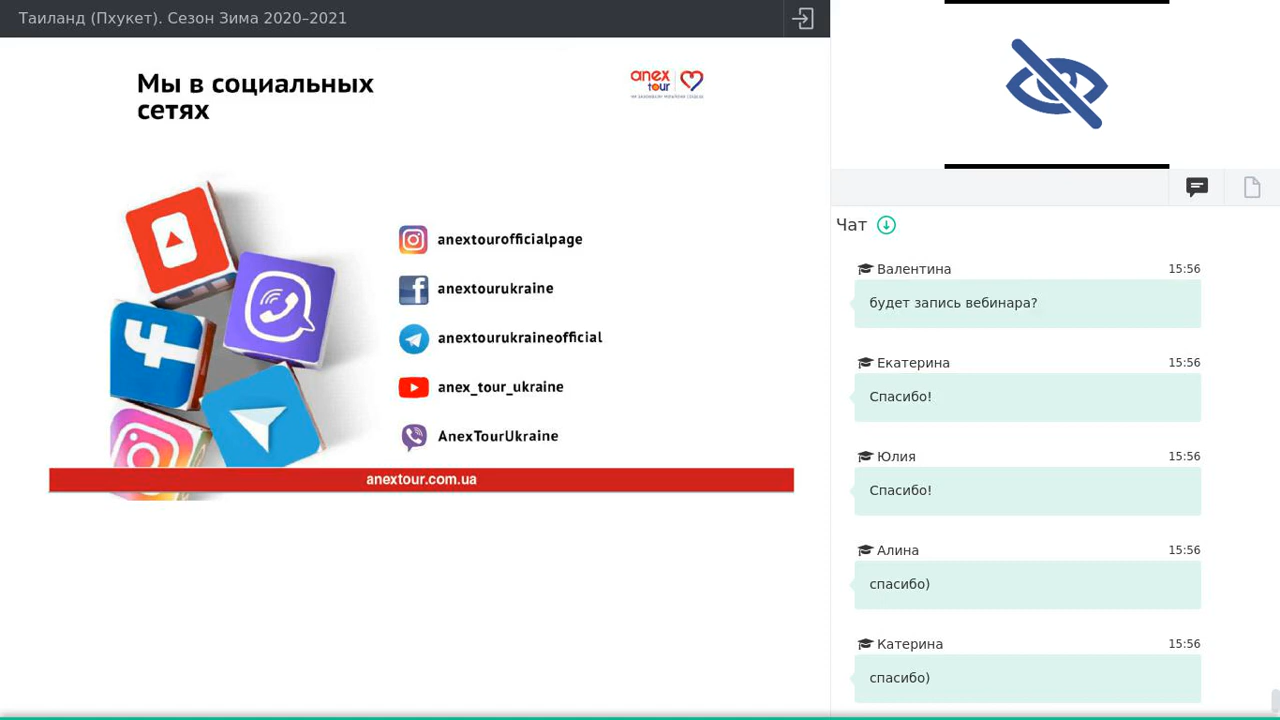 Таиланд (Пхукет). Сезон Зима 2020–2021
Мы в социальных
сетях
anex
tour
anextourofficialpage
anextourukraine
anextourukraineofficial
anex_tour_ukraine
AnexTourUkraine
anextour.com.ua
Чат
Валентина 15:56
будет запись вебинара?
Екатерина 15:56
Спасибо!
Юлия 15:56
Спасибо!
Алина 15:56
спасибо)
Катерина 15:56
спасибо)